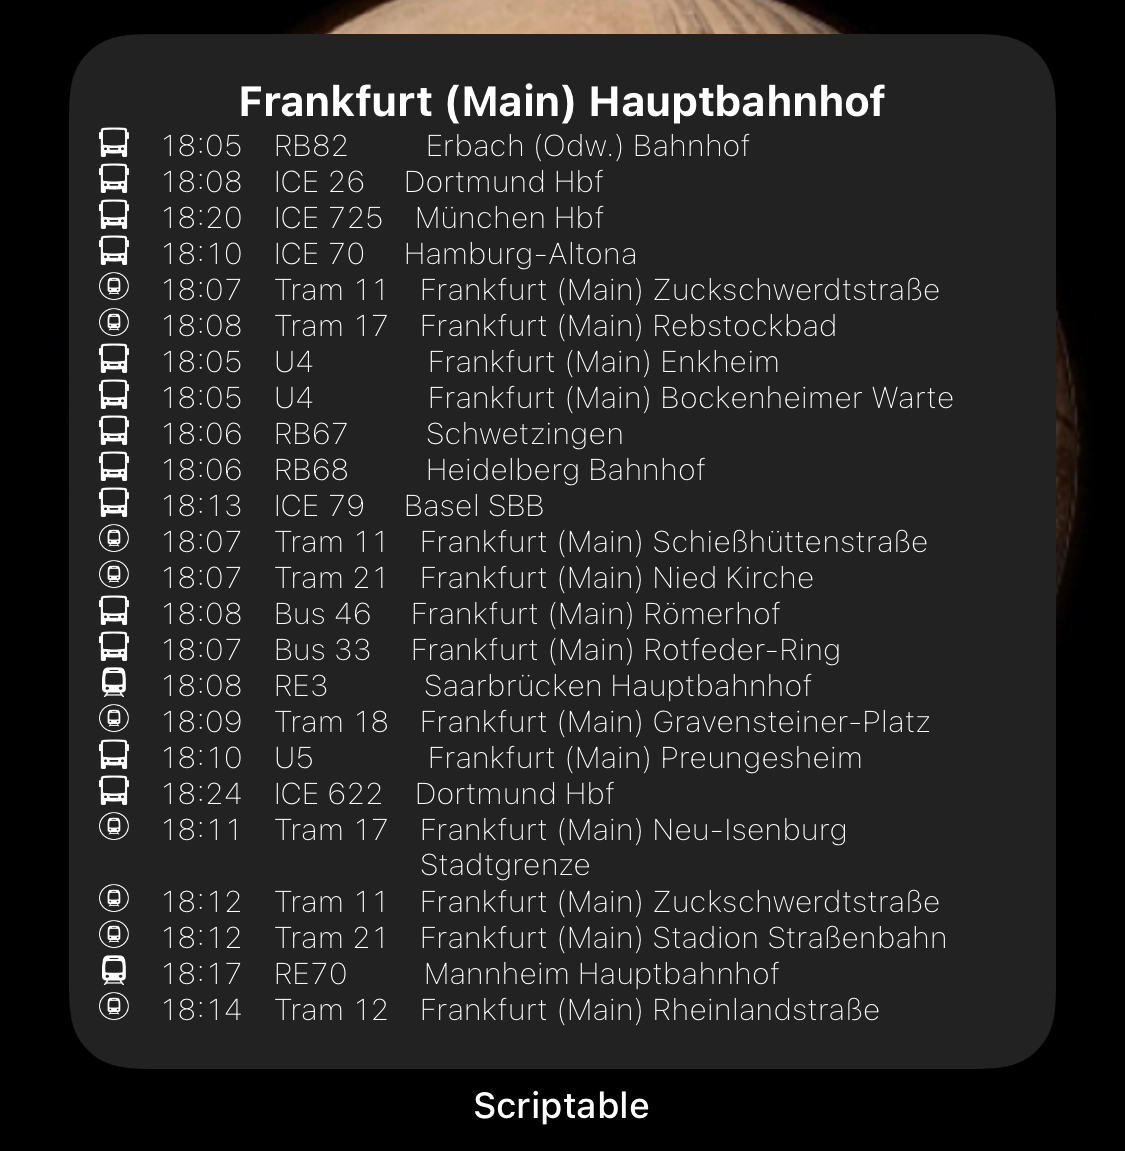 Frankfurt (Main) Hauptbahnhof
18:05 RB82 Erbach (Odw.) Bahnhof
18:08 ICE 26 Dortmund Hbf
18:20 ICE 725 München Hbf
18:10 ICE 70 Hamburg-Altona
18:07 Tram 11 Frankfurt (Main) Zuckschwerdtstraße
18:08 Tram 17 Frankfurt (Main) Rebstockbad
18:05 U4 Frankfurt (Main) Enkheim
18:05 U4 Frankfurt (Main) Bockenheimer Warte
18:06 RB67 Schwetzingen
18:06 RB68 Heidelberg Bahnhof
18:13 ICE 79 Basel SBB
18:07 Tram 11 Frankfurt (Main) Schießhüttenstraße
18:07 Tram 21 Frankfurt (Main) Nied Kirche
18:08 Bus 46 Frankfurt (Main) Römerhof
18:07 Bus 33 Frankfurt (Main) Rotfeder-Ring
18:08 RE3 Saarbrücken Hauptbahnhof
18:09 Tram 18 Frankfurt (Main) Gravensteiner-Platz
18:10 U5 Frankfurt (Main) Preungesheim
18:24 ICE 622 Dortmund Hbf
18:11 Tram 17 Frankfurt (Main) Neu-Isenburg
Stadtgrenze
18:12 Tram 11 Frankfurt (Main) Zuckschwerdtstraße
18:12 Tram 21 Frankfurt (Main) Stadion Straßenbahn
18:17 RE70 Mannheim Hauptbahnhof
18:14 Tram 12 Frankfurt (Main) Rheinlandstraße
Scriptable